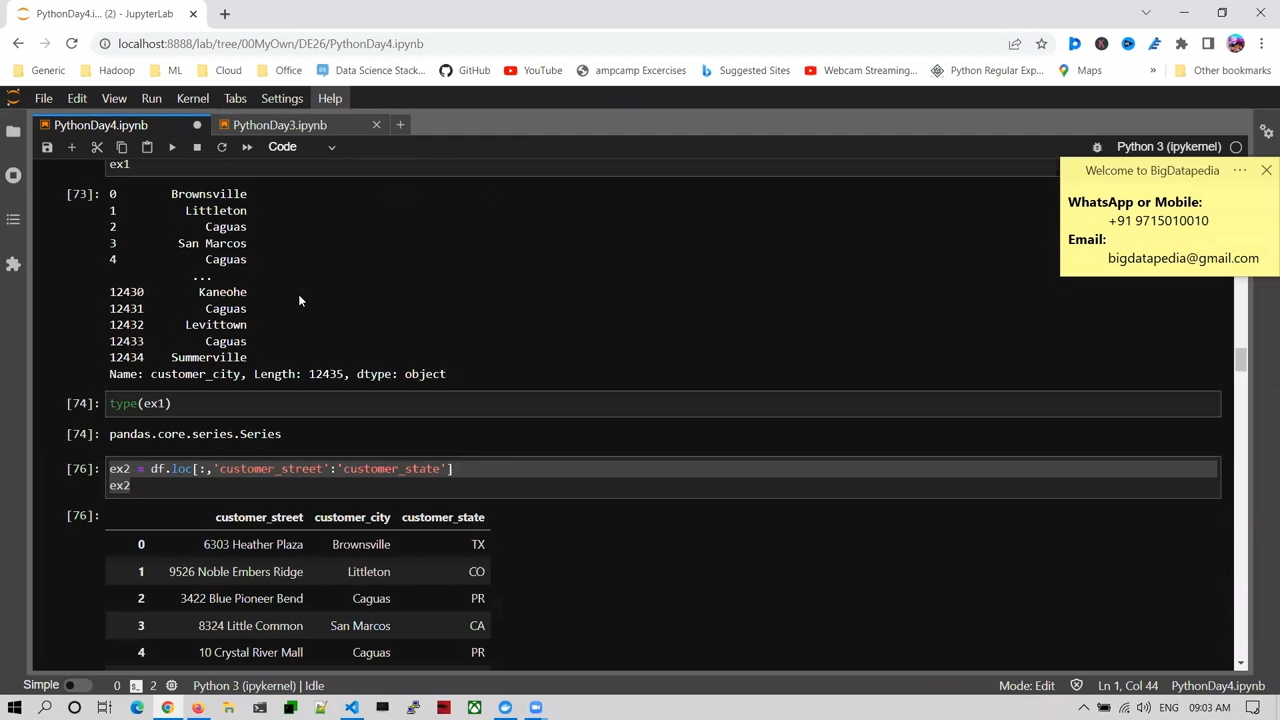 PythonDay4.i... (2) - JupyterLab
localhost:8888/lab/tree/00MyOwn/DE26/PythonDay4.ipynb
Generic Hadoop ML Cloud Office Data Science Stack... GitHub YouTube ampcamp Excercises Suggested Sites Webcam Streaming... Python Regular Exp... Maps » Other bookmarks
File Edit View Run Kernel Tabs Settings Help
PythonDay4.ipynb PythonDay3.ipynb
Code Python 3 (ipykernel)
Welcome to BigDatapedia
WhatsApp or Mobile:
+91 9715010010
Email:
bigdatapedia@gmail.com
ex1
[73]: 0 Brownsville
1 Littleton
2 Caguas
3 San Marcos
4 Caguas
...
12430 Kaneohe
12431 Caguas
12432 Levittown
12433 Caguas
12434 Summerville
Name: customer_city, Length: 12435, dtype: object
[74]: type(ex1)
[74]: pandas.core.series.Series
[76]: ex2 = df.loc[:,'customer_street':'customer_state']
ex2
[76]: customer_street customer_city customer_state
0 6303 Heather Plaza Brownsville TX
1 9526 Noble Embers Ridge Littleton CO
2 3422 Blue Pioneer Bend Caguas PR
3 8324 Little Common San Marcos CA
4 10 Crystal River Mall Caguas PR
Simple 0 2 Python 3 (ipykernel) | Idle Mode: Edit Ln 1, Col 44 PythonDay4.ipynb
ENG 09:03 AM